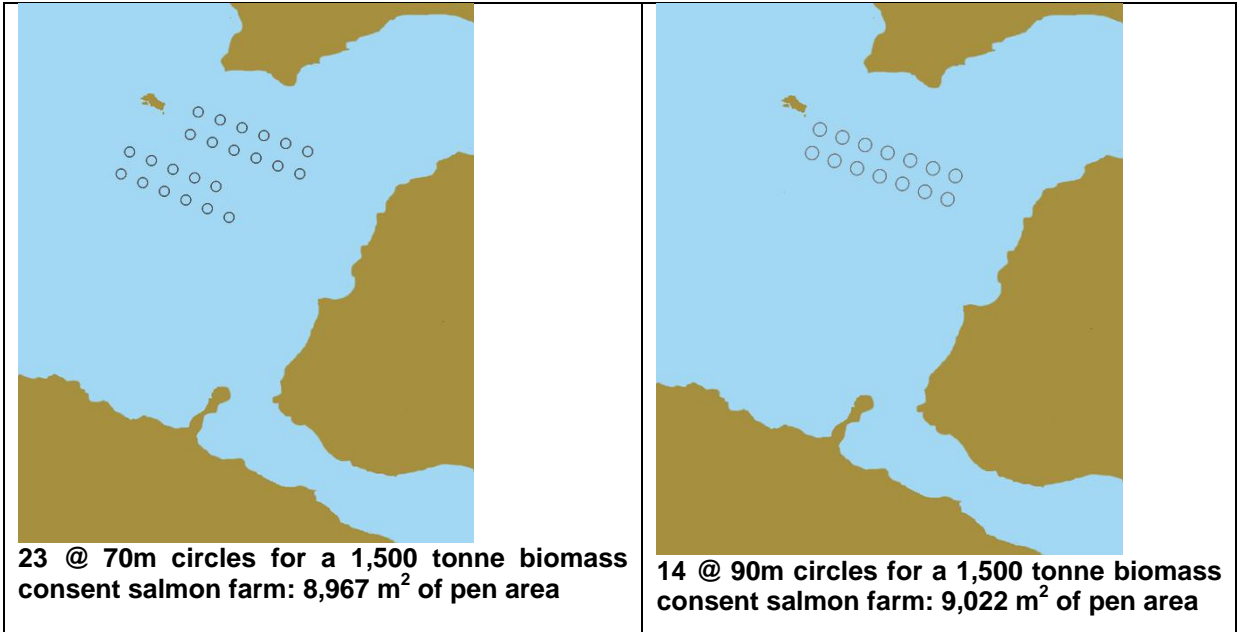 23 @ 70m circles for a 1,500 tonne biomass
consent salmon farm: 8,967 m² of pen area
14 @ 90m circles for a 1,500 tonne biomass
consent salmon farm: 9,022 m² of pen area